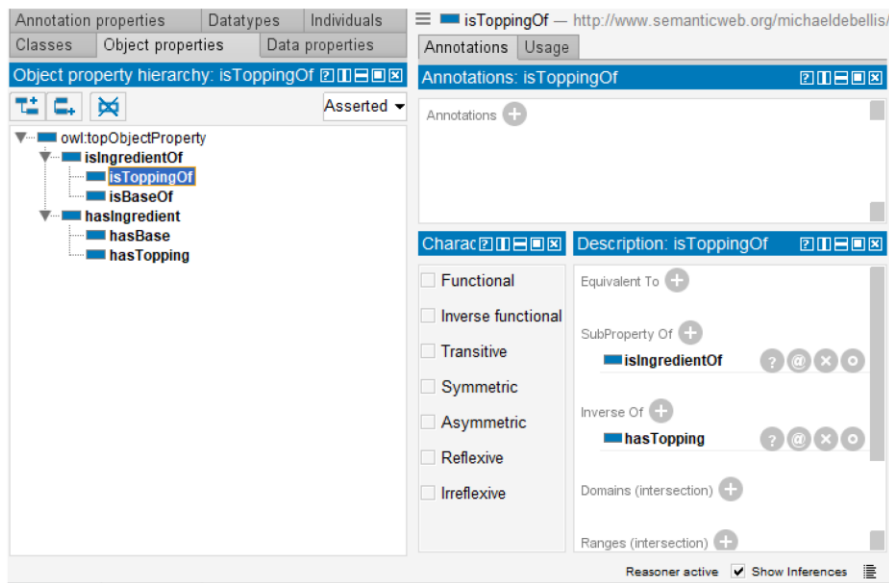 Annotation properties Datatypes Individuals
Classes Object properties Data properties
Object property hierarchy: isToppingOf
Asserted
owl:topObjectProperty
isIngredientOf
isToppingOf
isBaseOf
hasIngredient
hasBase
hasTopping
isToppingOf — http://www.semanticweb.org/michaeldebellis/
Annotations Usage
Annotations: isToppingOf
Annotations
Charac
Functional
Inverse functional
Transitive
Symmetric
Asymmetric
Reflexive
Irreflexive
Description: isToppingOf
Equivalent To
SubProperty Of
isIngredientOf
Inverse Of
hasTopping
Domains (intersection)
Ranges (intersection)
Reasoner active Show Inferences